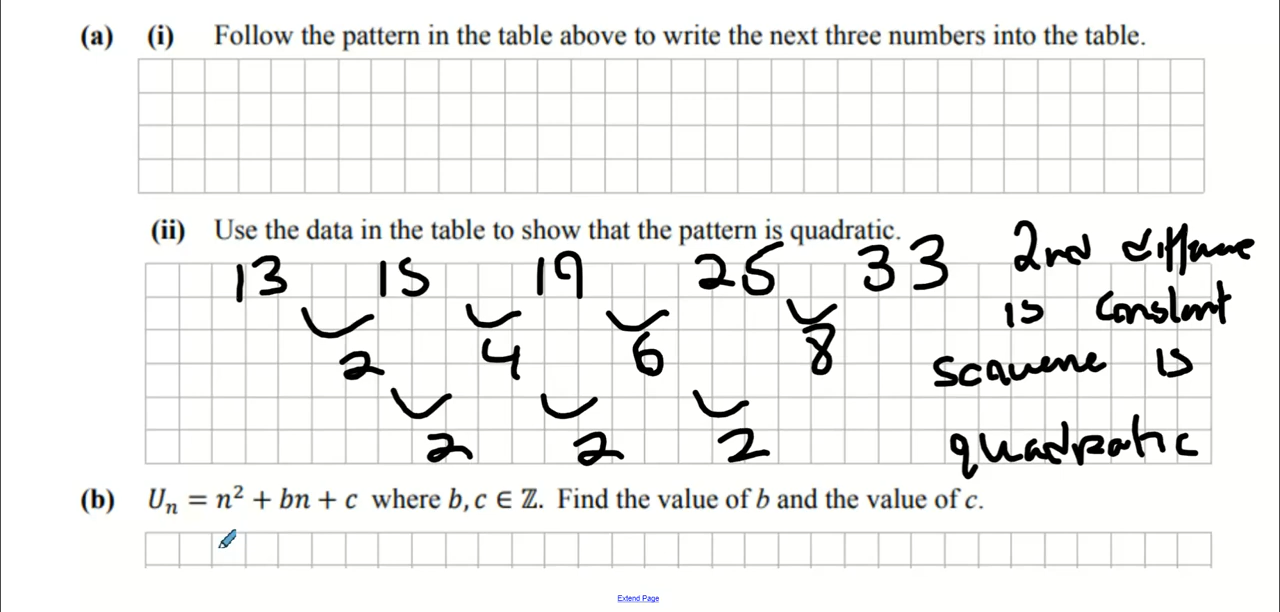 (a) (i) Follow the pattern in the table above to write the next three numbers into the table.
(ii) Use the data in the table to show that the pattern is quadratic.
13 15 19 25 33
2 4 6 8
2 2 2
2nd difference
is constant
sequence is
quadratic
(b) Uₙ = n² + bn + c where b, c ∈ ℤ. Find the value of b and the value of c.
Extend Page